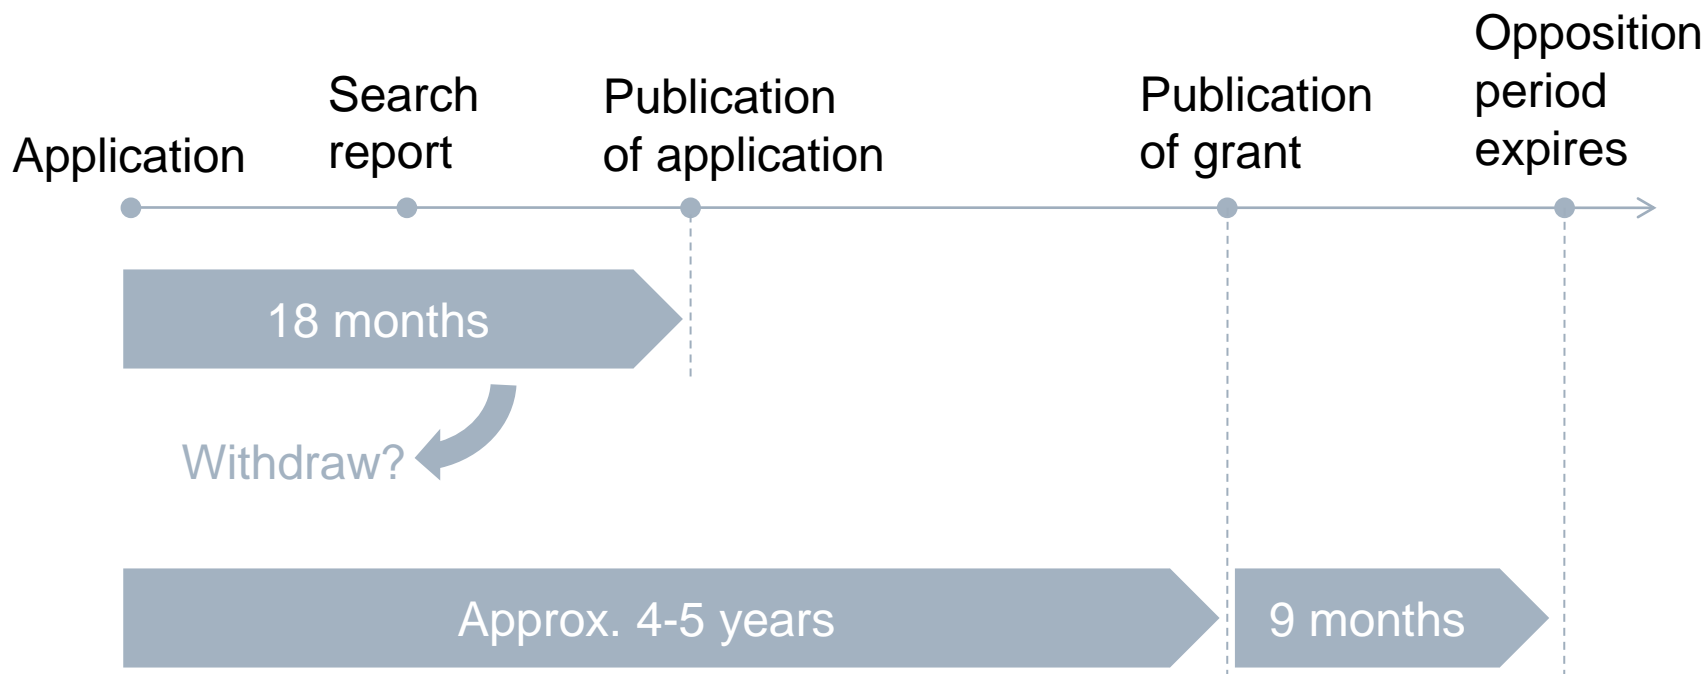 Application
Search
report
Publication
of application
Publication
of grant
Opposition
period
expires
18 months
Withdraw?
Approx. 4-5 years
9 months